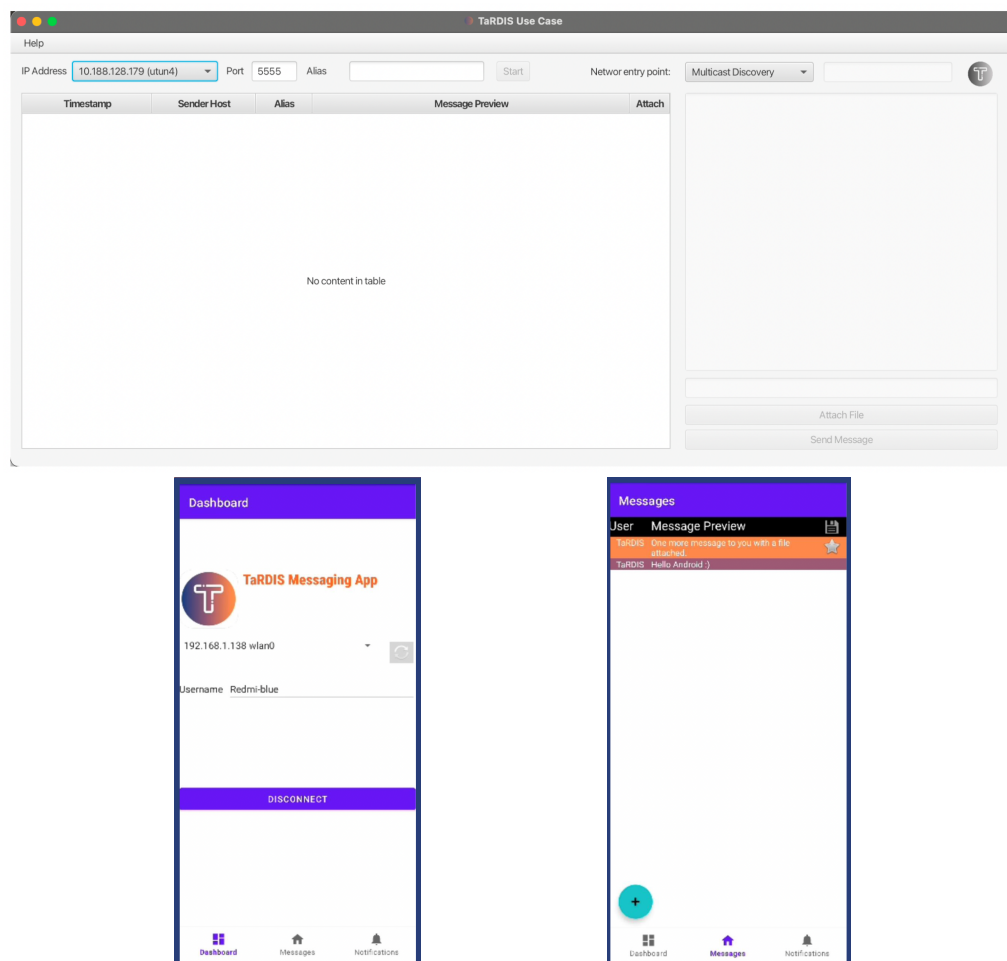 TaRDIS Use Case
Help
IP Address 10.188.128.179 (utun4) Port 5555 Alias Start Networ entry point: Multicast Discovery
Timestamp Sender Host Alias Message Preview Attach
No content in table
Attach File
Send Message
Dashboard
TaRDIS Messaging App
192.168.1.138 wlan0
Username Redmi-blue
DISCONNECT
Dashboard Messages Notifications
Messages
User Message Preview
TaRDIS One more message to you with a file
attached.
TaRDIS Hello Android :)
+
Dashboard Messages Notifications